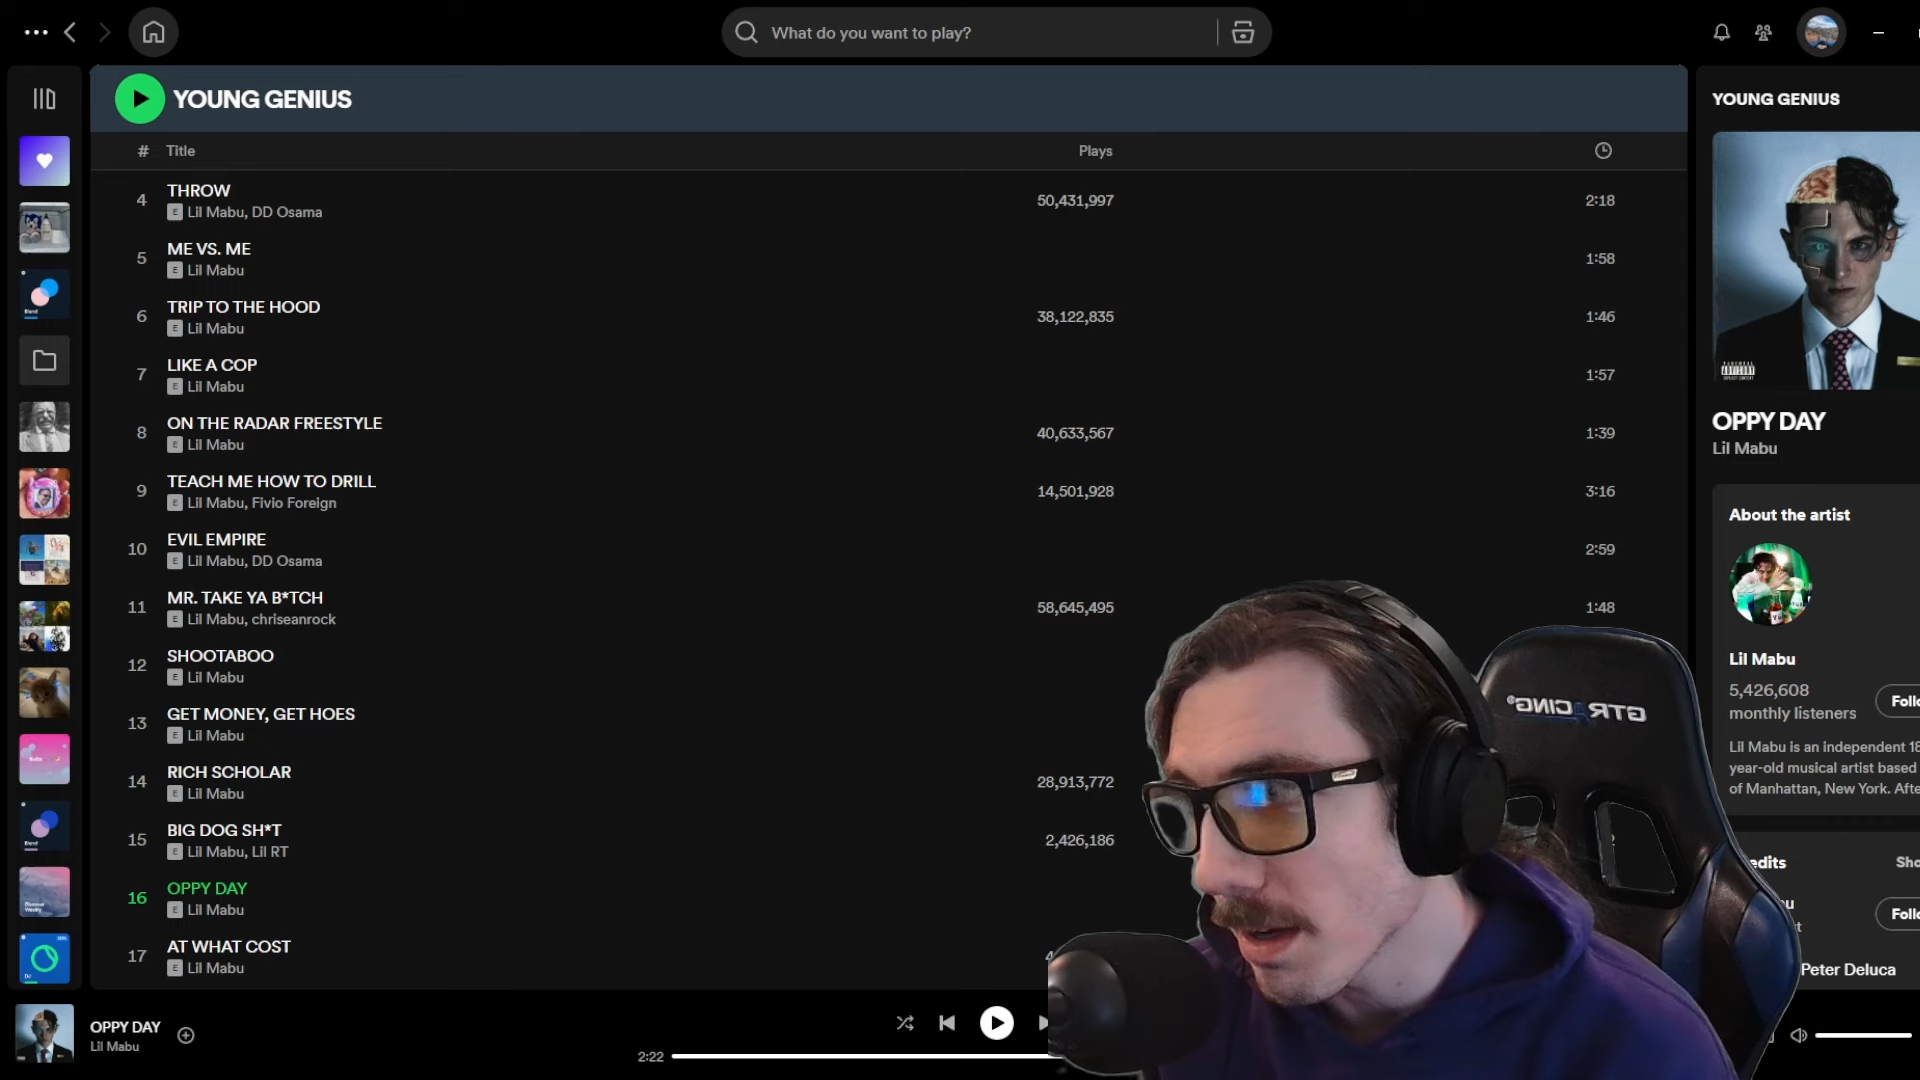 What do you want to play?
YOUNG GENIUS
# Title Plays
4 THROW 50,431,997 2:18
E Lil Mabu, DD Osama
5 ME VS. ME 1:58
E Lil Mabu
6 TRIP TO THE HOOD 38,122,835 1:46
E Lil Mabu
7 LIKE A COP 1:57
E Lil Mabu
8 ON THE RADAR FREESTYLE 40,633,567 1:39
E Lil Mabu
9 TEACH ME HOW TO DRILL 14,501,928 3:16
E Lil Mabu, Fivio Foreign
10 EVIL EMPIRE 2:59
E Lil Mabu, DD Osama
11 MR. TAKE YA B*TCH 58,645,495 1:48
E Lil Mabu, chriseanrock
12 SHOOTABOO
E Lil Mabu
13 GET MONEY, GET HOES
E Lil Mabu
14 RICH SCHOLAR 28,913,772
E Lil Mabu
15 BIG DOG SH*T 2,426,186
E Lil Mabu, Lil RT
16 OPPY DAY
E Lil Mabu
17 AT WHAT COST 4
E Lil Mabu
YOUNG GENIUS
OPPY DAY
Lil Mabu
About the artist
Lil Mabu
5,426,608
monthly listeners
Follo
Lil Mabu is an independent 18
year-old musical artist based
of Manhattan, New York. Afte
edits Sho
u
t
Follo
Peter Deluca
GTRACING
OPPY DAY
Lil Mabu
2:22